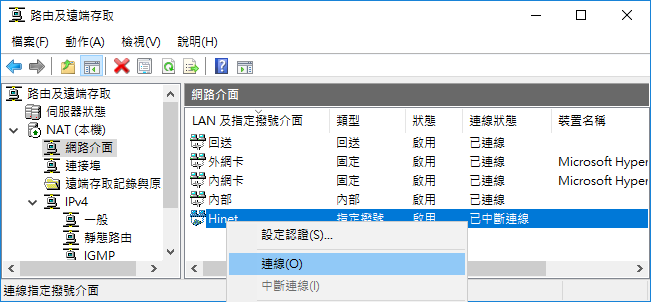 路由及遠端存取
檔案(F) 動作(A) 檢視(V) 說明(H)
路由及遠端存取
伺服器狀態
NAT (本機)
網路介面
連接埠
遠端存取記錄與原
IPv4
一般
靜態路由
IGMP
網路介面
LAN 及指定撥號介面 類型 狀態 連線狀態 裝置名稱
回送 回送 啟用 已連線
外網卡 固定 啟用 已連線 Microsoft Hyper
內網卡 固定 啟用 已連線 Microsoft Hyper
內部 內部 啟用 已連線
Hinet 指定撥號 啟用 已中斷連線
設定認證(S)...
連線(O)
中斷連線(I)
連線指定撥號介面